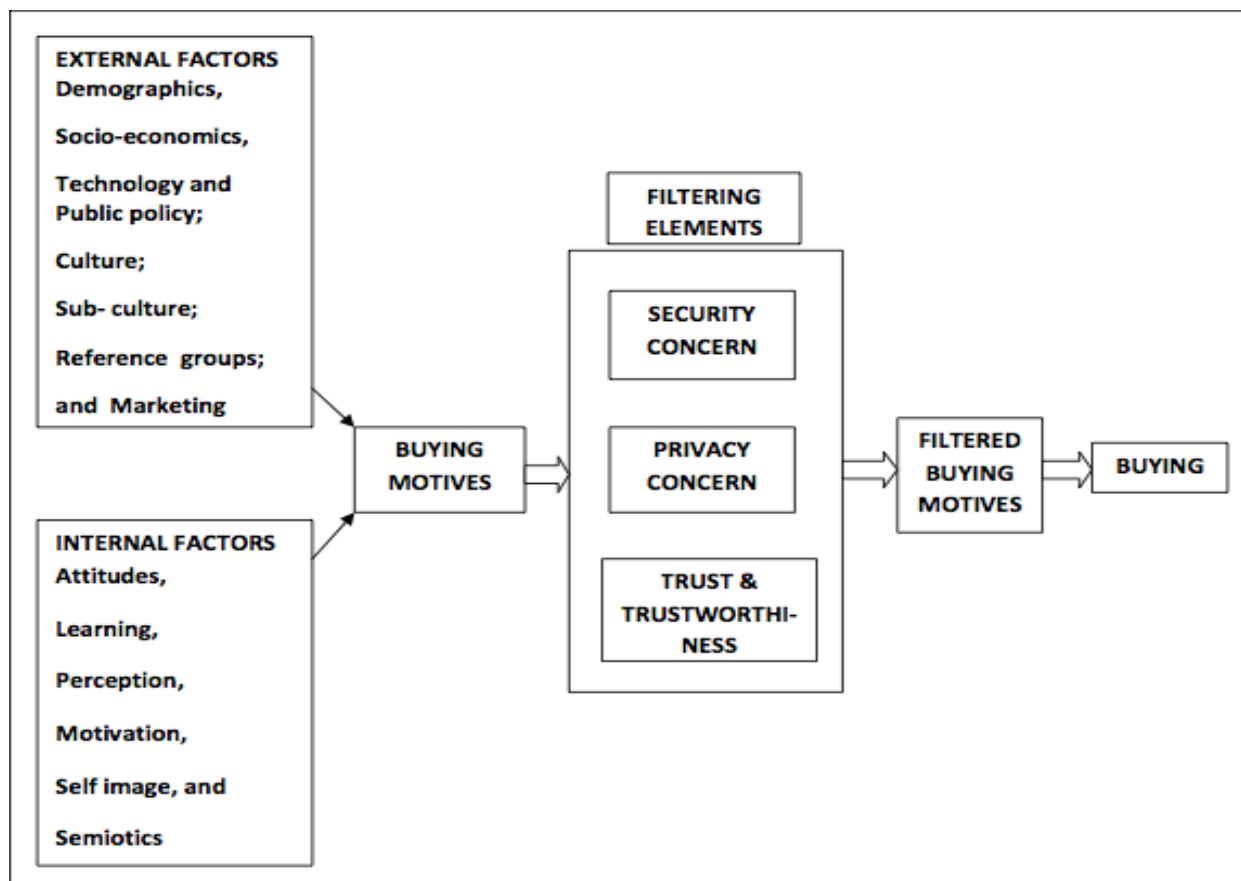 EXTERNAL FACTORS
Demographics,
Socio-economics,
Technology and
Public policy;
Culture;
Sub- culture;
Reference groups;
and Marketing
INTERNAL FACTORS
Attitudes,
Learning,
Perception,
Motivation,
Self image, and
Semiotics
BUYING
MOTIVES
FILTERING
ELEMENTS
SECURITY
CONCERN
PRIVACY
CONCERN
TRUST &
TRUSTWORTHI-
NESS
FILTERED
BUYING
MOTIVES
BUYING